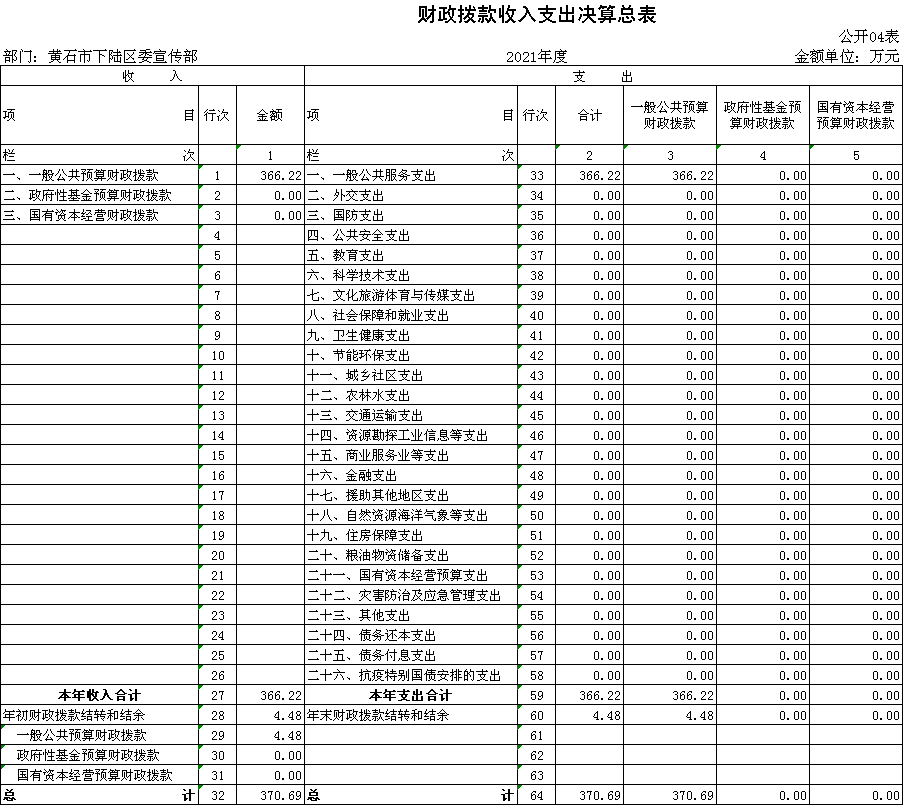 财政拨款收入支出决算总表
公开04表
部门：黄石市下陆区委宣传部 2021年度 金额单位：万元
收 入 支 出
项 目 行次 金额 项 目 行次 合计 一般公共预算财政拨款 政府性基金预算财政拨款 国有资本经营预算财政拨款
栏 次 1 栏 次 2 3 4 5
一、一般公共预算财政拨款 1 366.22 一、一般公共服务支出 33 366.22 366.22 0.00 0.00
二、政府性基金预算财政拨款 2 0.00 二、外交支出 34 0.00 0.00 0.00 0.00
三、国有资本经营财政拨款 3 0.00 三、国防支出 35 0.00 0.00 0.00 0.00
4 四、公共安全支出 36 0.00 0.00 0.00 0.00
5 五、教育支出 37 0.00 0.00 0.00 0.00
6 六、科学技术支出 38 0.00 0.00 0.00 0.00
7 七、文化旅游体育与传媒支出 39 0.00 0.00 0.00 0.00
8 八、社会保障和就业支出 40 0.00 0.00 0.00 0.00
9 九、卫生健康支出 41 0.00 0.00 0.00 0.00
10 十、节能环保支出 42 0.00 0.00 0.00 0.00
11 十一、城乡社区支出 43 0.00 0.00 0.00 0.00
12 十二、农林水支出 44 0.00 0.00 0.00 0.00
13 十三、交通运输支出 45 0.00 0.00 0.00 0.00
14 十四、资源勘探工业信息等支出 46 0.00 0.00 0.00 0.00
15 十五、商业服务业等支出 47 0.00 0.00 0.00 0.00
16 十六、金融支出 48 0.00 0.00 0.00 0.00
17 十七、援助其他地区支出 49 0.00 0.00 0.00 0.00
18 十八、自然资源海洋气象等支出 50 0.00 0.00 0.00 0.00
19 十九、住房保障支出 51 0.00 0.00 0.00 0.00
20 二十、粮油物资储备支出 52 0.00 0.00 0.00 0.00
21 二十一、国有资本经营预算支出 53 0.00 0.00 0.00 0.00
22 二十二、灾害防治及应急管理支出 54 0.00 0.00 0.00 0.00
23 二十三、其他支出 55 0.00 0.00 0.00 0.00
24 二十四、债务还本支出 56 0.00 0.00 0.00 0.00
25 二十五、债务付息支出 57 0.00 0.00 0.00 0.00
26 二十六、抗疫特别国债安排的支出 58 0.00 0.00 0.00 0.00
本年收入合计 27 366.22 本年支出合计 59 366.22 366.22 0.00 0.00
年初财政拨款结转和结余 28 4.48 年末财政拨款结转和结余 60 4.48 4.48 0.00 0.00
一般公共预算财政拨款 29 4.48 61
政府性基金预算财政拨款 30 0.00 62
国有资本经营预算财政拨款 31 0.00 63
总 计 32 370.69 总 计 64 370.69 370.69 0.00 0.00